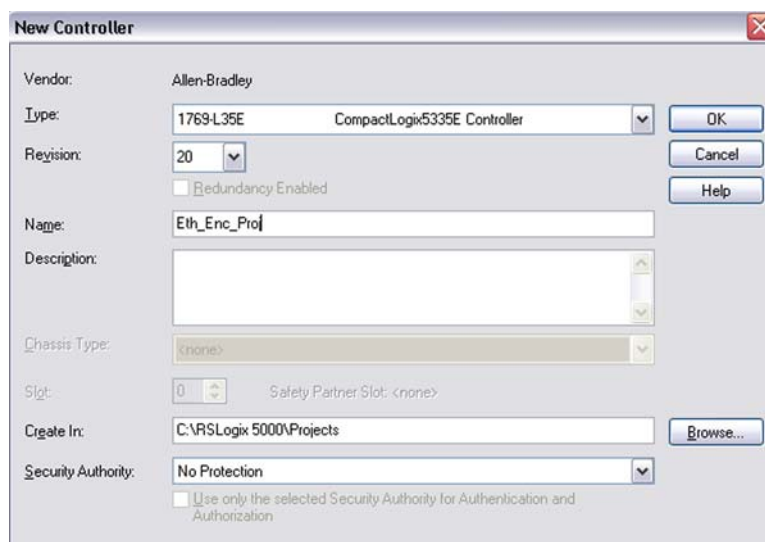 New Controller
Vendor: Allen-Bradley
Type: 1769-L35E CompactLogix5335E Controller OK
Revision: 20 Cancel
Redundancy Enabled Help
Name: Eth_Enc_Proj
Description:
Chassis Type: <none>
Slot: 0 Safety Partner Slot: <none>
Create In: C:\RSLogix 5000\Projects Browse...
Security Authority: No Protection
Use only the selected Security Authority for Authentication and
Authorization